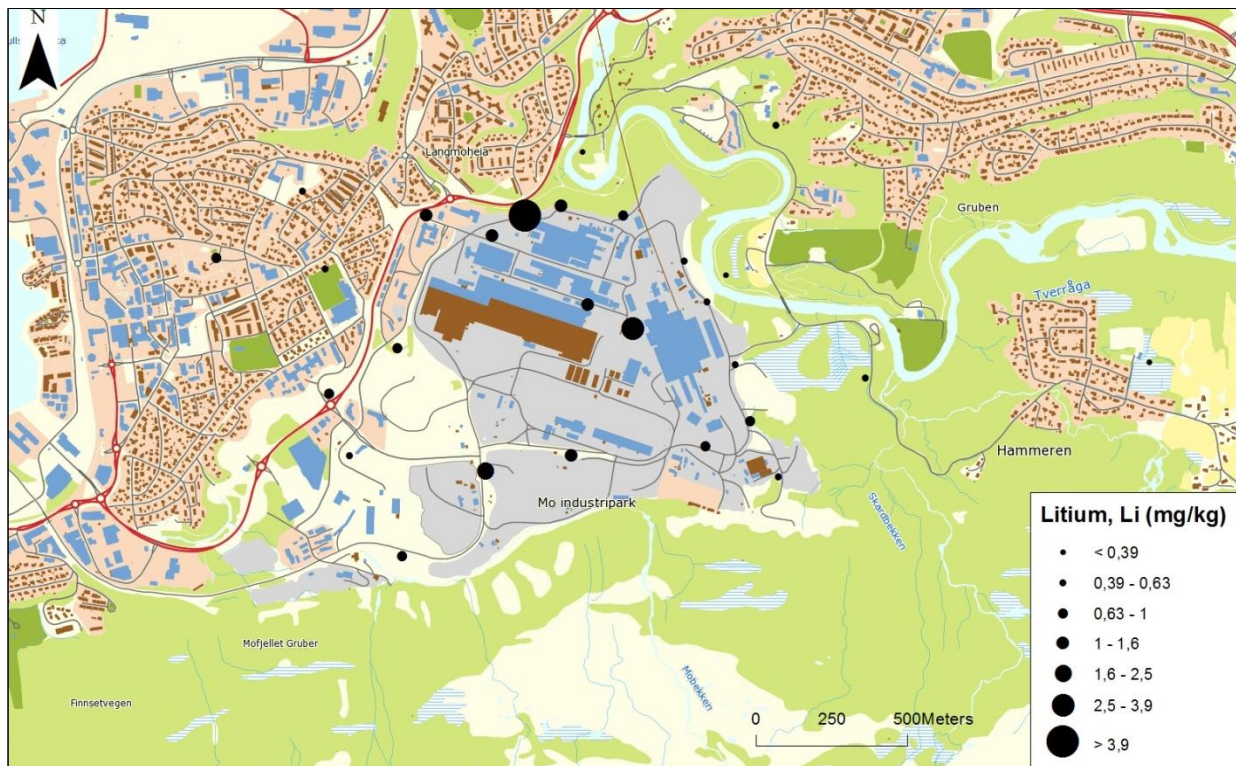 N
Langmoheia
Gruben
Tverråga
Hammeren
Mo industripark
Skardbekken
Mofjellet Gruber
Mobekken
Finnsetvegen
0 250 500Meters
Litium, Li (mg/kg)
< 0,39
0,39 - 0,63
0,63 - 1
1 - 1,6
1,6 - 2,5
2,5 - 3,9
> 3,9